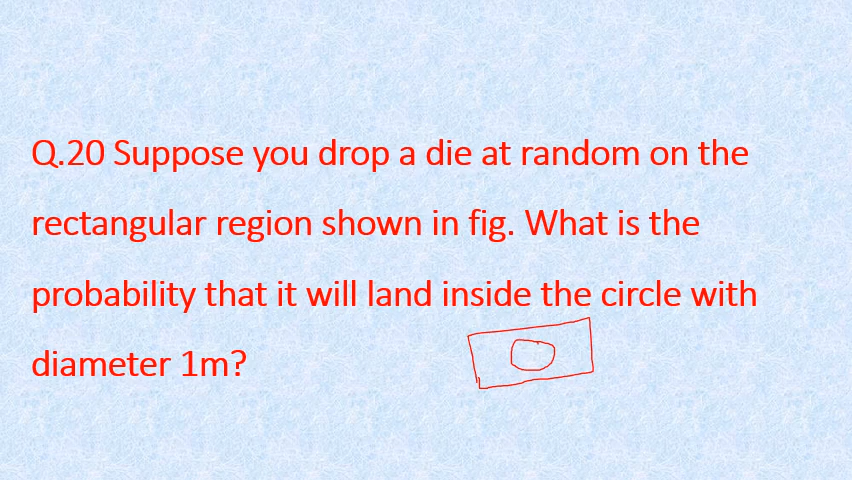 Q.20 Suppose you drop a die at random on the
rectangular region shown in fig. What is the
probability that it will land inside the circle with
diameter 1m?